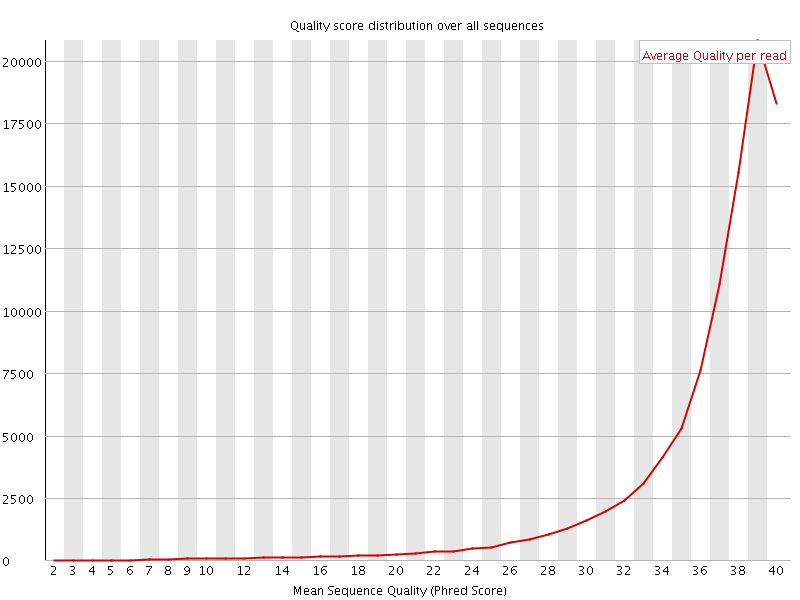 Quality score distribution over all sequences
Average Quality per read
20000
17500
15000
12500
10000
7500
5000
2500
0
2 3 4 5 6 7 8 9 10 12 14 16 18 20 22 24 26 28 30 32 34 36 38 40
Mean Sequence Quality (Phred Score)